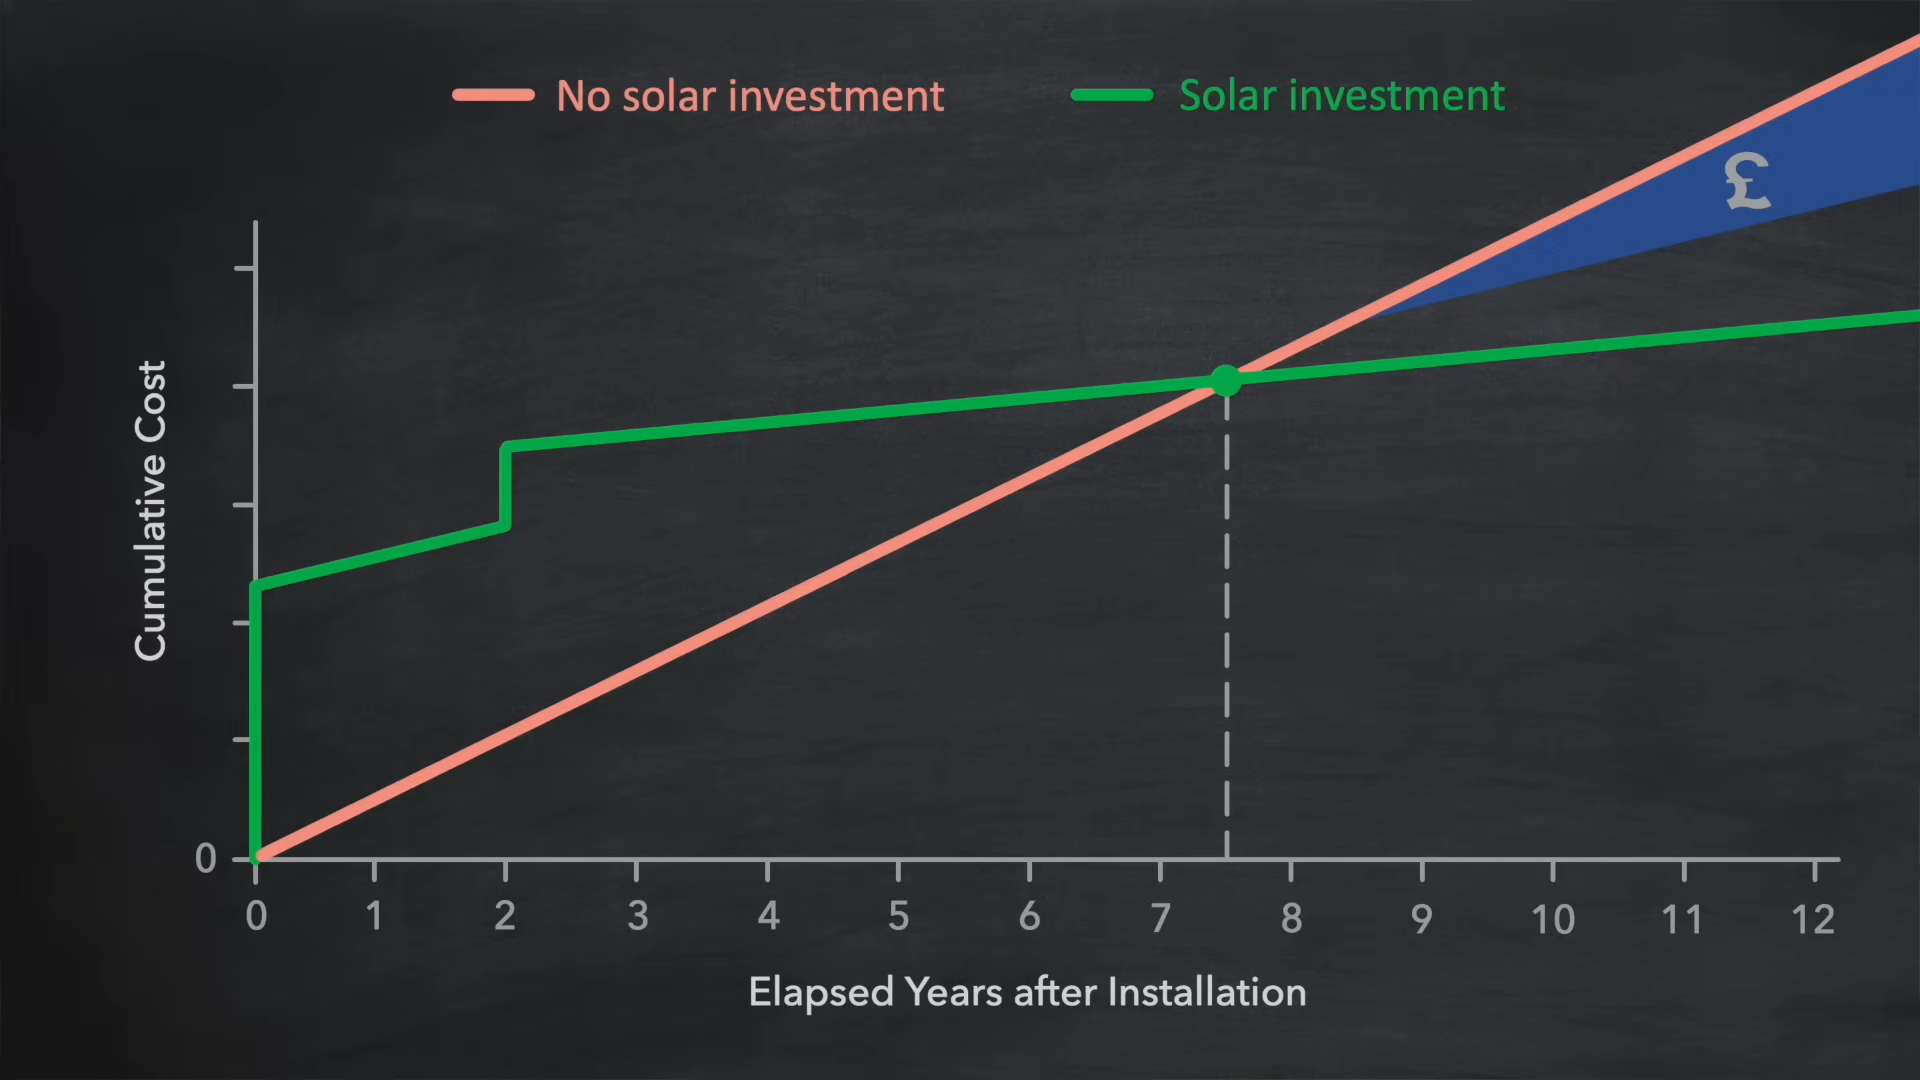 No solar investment
Solar investment
£
Cumulative Cost
0
0 1 2 3 4 5 6 7 8 9 10 11 12
Elapsed Years after Installation